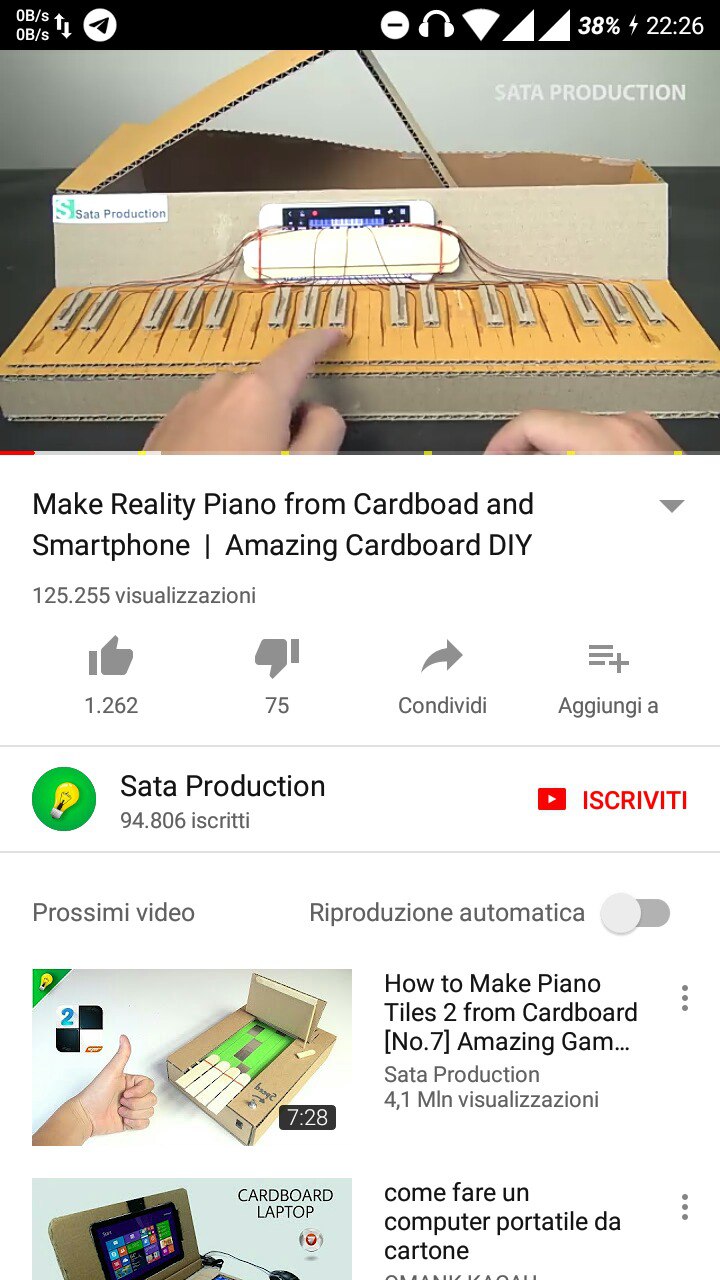 0B/s
0B/s
38% 22:26
SATA PRODUCTION
Sata Production
Make Reality Piano from Cardboad and
Smartphone | Amazing Cardboard DIY
125.255 visualizzazioni
1.262 75 Condividi Aggiungi a
Sata Production
94.806 iscritti
ISCRIVITI
Prossimi video Riproduzione automatica
2
7:28
How to Make Piano
Tiles 2 from Cardboard
[No.7] Amazing Gam...
Sata Production
4,1 Mln visualizzazioni
CARDBOARD
LAPTOP
come fare un
computer portatile da
cartone